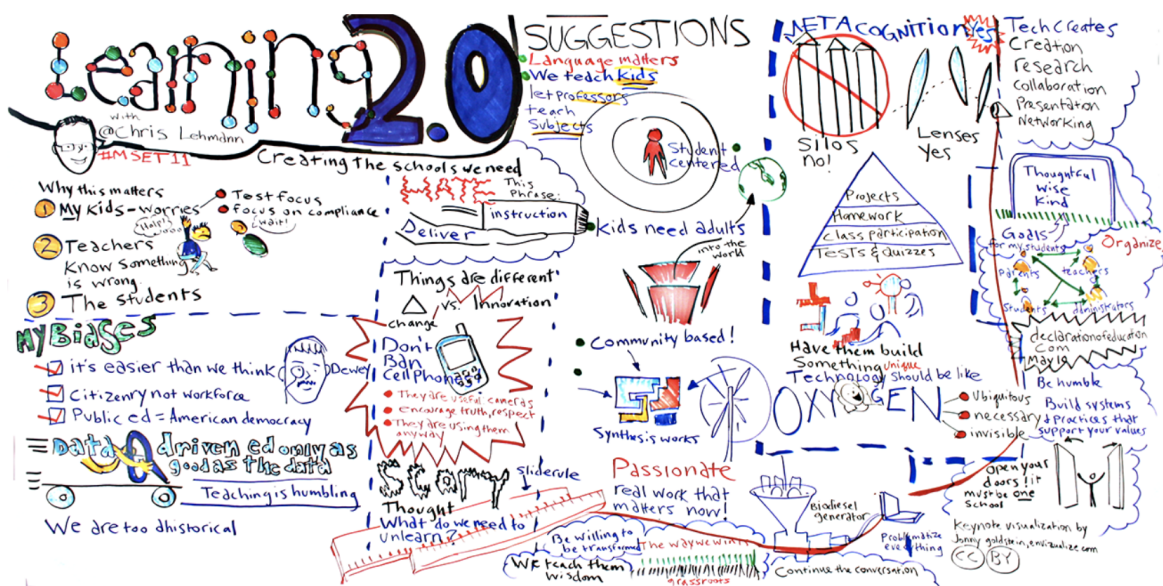 Learning 2.0
with
@Chris Lehmann
#MSET11
Creating the schools we need
Why this matters
1 My Kids - worries
Test focus
focus on compliance
Help!
wait!
2 Teachers
Know something
is wrong.
3 The students
My Biases
it's easier than we think
Citizenry not workforce
Public ed = American democracy
Dewey
Data driven ed only as
good as the data
Teaching is humbling
We are too ahistorical
HATE
This
Phrase:
Deliver
instruction
Things are different
change
vs. Innovation
Don't
Ban
Cell Phones
They are useful cameras
encourage truth, respect
They are using them
anyway
Scary
Thought
What do we need to
unlearn?
sliderule
SUGGESTIONS
Language matters
We teach Kids
let professors
teach
Subjects
Student
centered
Kids need adults
into the
world
Community based!
Synthesis works
Passionate
real work that
matters now!
Be willing to
be transformed
We teach them
wisdom
The way we win
grassroots
METACOGNITION
Yes
Silos
no!
Lenses
Yes
Projects
Homework
Class participation
TESTS & Quizzes
Have them build
Something unique
Technology should be like
OXYGEN
Ubiquitous
necessary
invisible
Biodiesel
generator
Problematize
everything
Continue the conversation
Tech Creates
Creation
Research
Collaboration
Presentation
Networking
Thoughtful
Wise
Kind
Goals
for my students
Organize
Parents
teachers
Students
administrators
declarationofeducation
.com
May 10
Be humble
Build systems
+ Practices that
support your values
Open your
doors! it
must be one
School
Keynote visualization by
Jonny goldstein, envizualize.com
CC BY